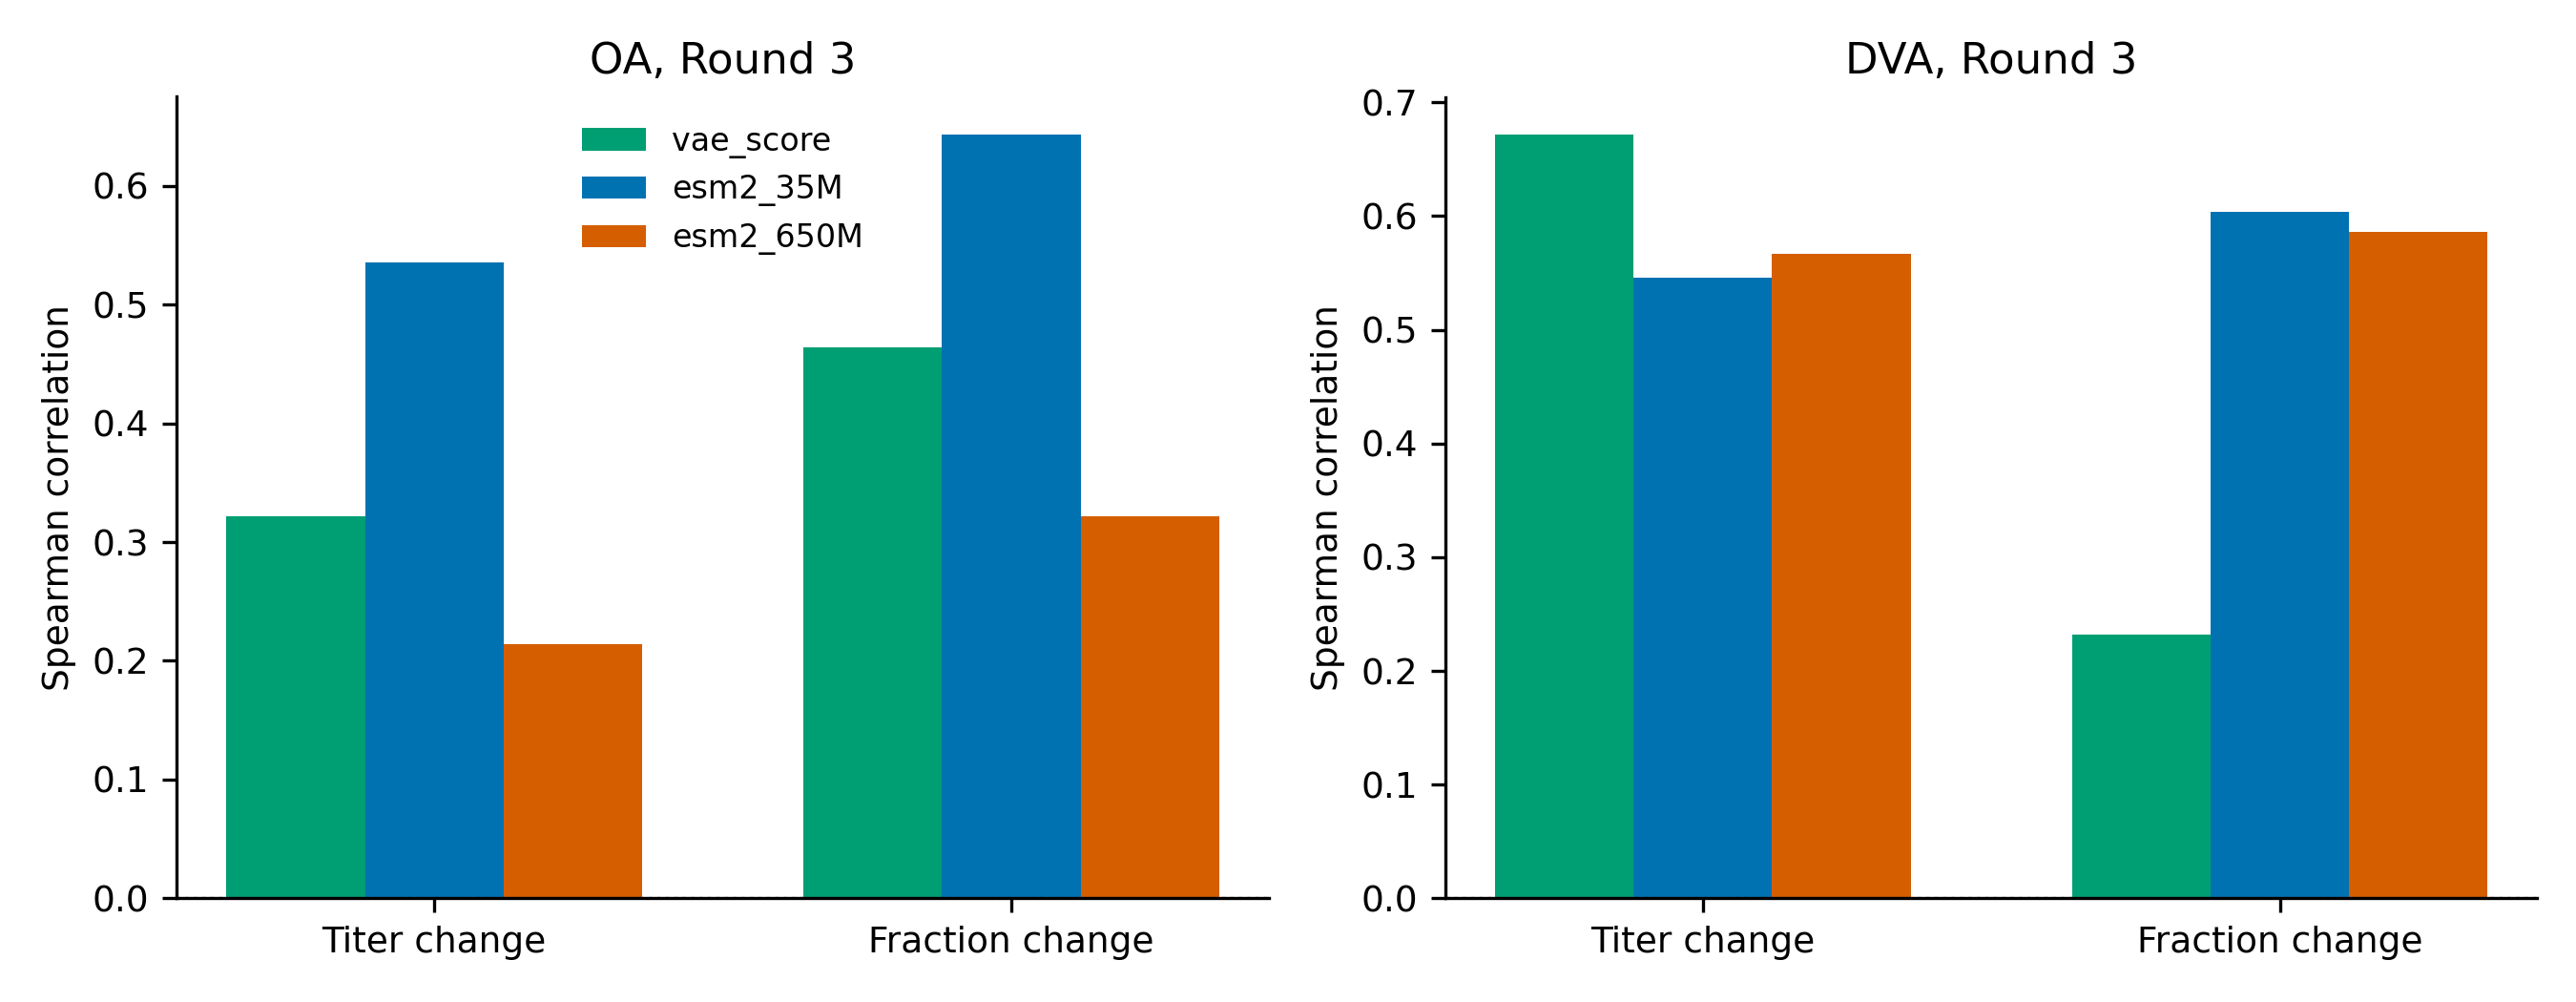 OA, Round 3
vae_score
esm2_35M
esm2_650M
Spearman correlation
0.6
0.5
0.4
0.3
0.2
0.1
0.0
Titer change
Fraction change
DVA, Round 3
Spearman correlation
0.7
0.6
0.5
0.4
0.3
0.2
0.1
0.0
Titer change
Fraction change